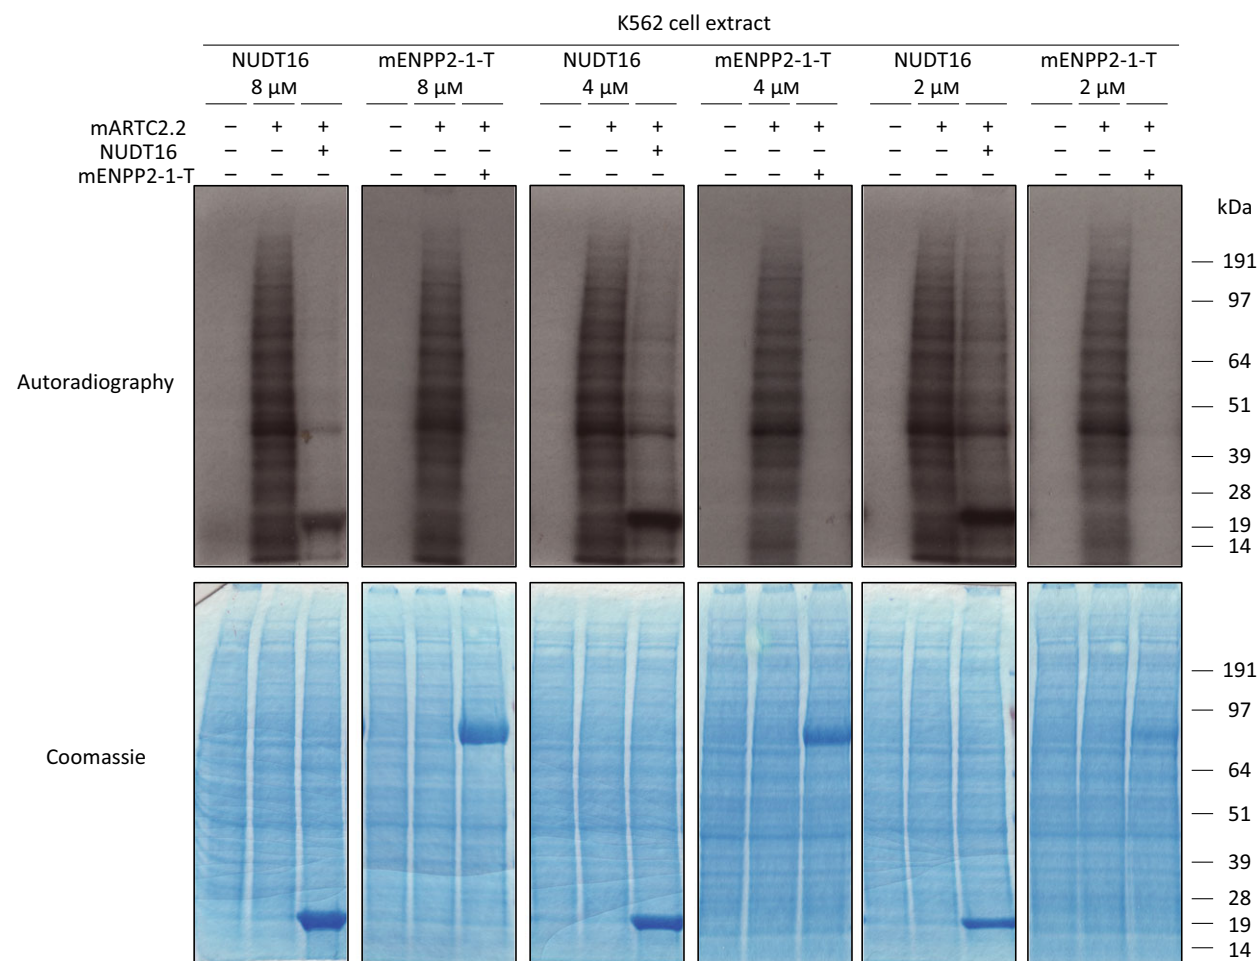 K562 cell extract
NUDT16 mENPP2-1-T NUDT16 mENPP2-1-T NUDT16 mENPP2-1-T
8 μM 8 μM 4 μM 4 μM 2 μM 2 μM
mARTC2.2 – + + – + + – + + – + + – + + – + +
NUDT16 – – + – – – – – + – – – – – + – – –
mENPP2-1-T – – – – – + – – – – – + – – – – – +
kDa
191
97
64
Autoradiography
51
39
28
19
14
191
97
Coomassie
64
51
39
28
19
14